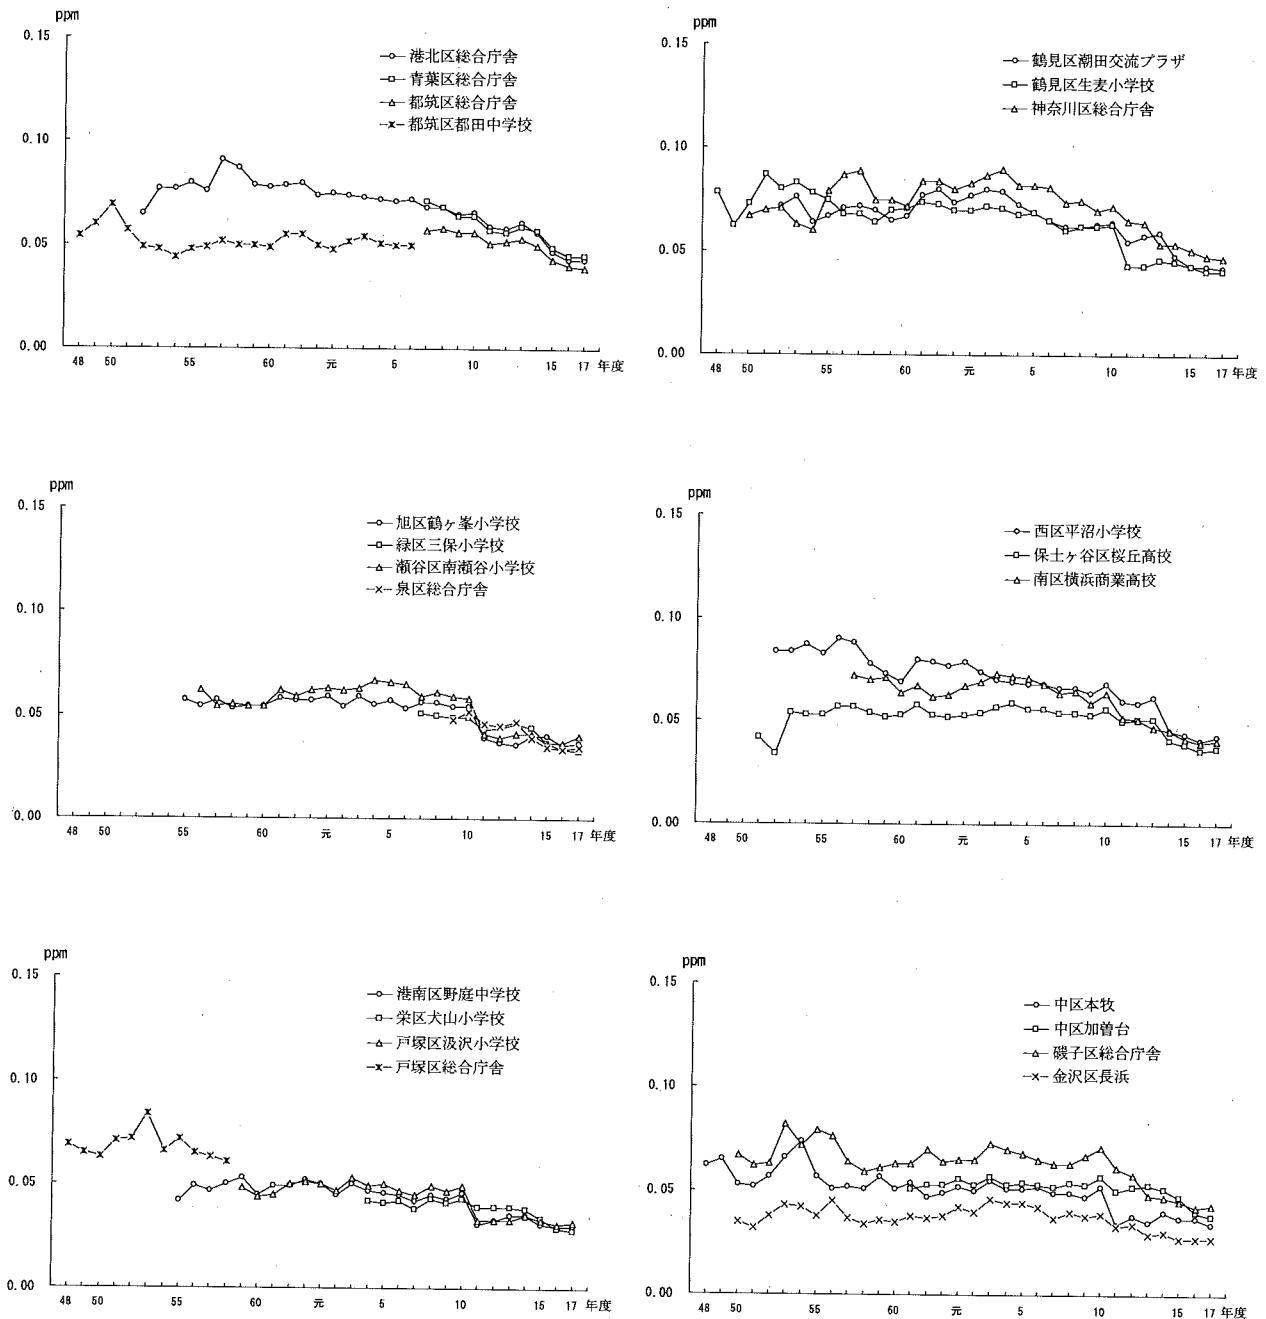 ppm
0.15
0.10
0.05
0.00
港北区総合庁舎
青葉区総合庁舎
都筑区総合庁舎
都筑区都田中学校
48 50 55 60 元 5 10 15 17 年度
ppm
0.15
0.10
0.05
0.00
鶴見区潮田交流プラザ
鶴見区生麦小学校
神奈川区総合庁舎
48 50 55 60 元 5 10 15 17 年度
ppm
0.15
0.10
0.05
0.00
旭区鶴ヶ峯小学校
緑区三保小学校
瀬谷区南瀬谷小学校
泉区総合庁舎
48 50 55 60 元 5 10 15 17 年度
ppm
0.15
0.10
0.05
0.00
西区平沼小学校
保土ヶ谷区桜丘高校
南区横浜商業高校
48 50 55 60 元 5 10 15 17 年度
ppm
0.15
0.10
0.05
0.00
港南区野庭中学校
栄区犬山小学校
戸塚区汲沢小学校
戸塚区総合庁舎
48 50 55 60 元 5 10 15 17 年度
ppm
0.15
0.10
0.05
0.00
中区本牧
中区加曽台
磯子区総合庁舎
金沢区長浜
48 50 55 60 元 5 10 15 17 年度